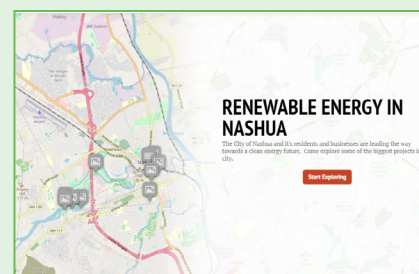 RENEWABLE ENERGY IN
NASHUA
The City of Nashua and it's residents and businesses are leading the way
towards a clean energy future. Come explore some of the biggest projects i
city.
Start Exploring